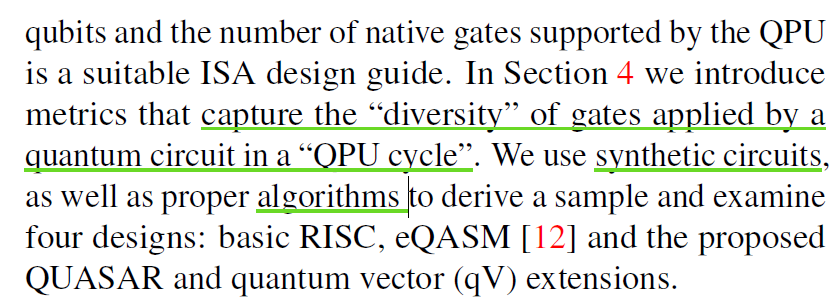 qubits and the number of native gates supported by the QPU
is a suitable ISA design guide. In Section 4 we introduce
metrics that capture the “diversity” of gates applied by a
quantum circuit in a “QPU cycle”. We use synthetic circuits,
as well as proper algorithms to derive a sample and examine
four designs: basic RISC, eQASM [12] and the proposed
QUASAR and quantum vector (qV) extensions.